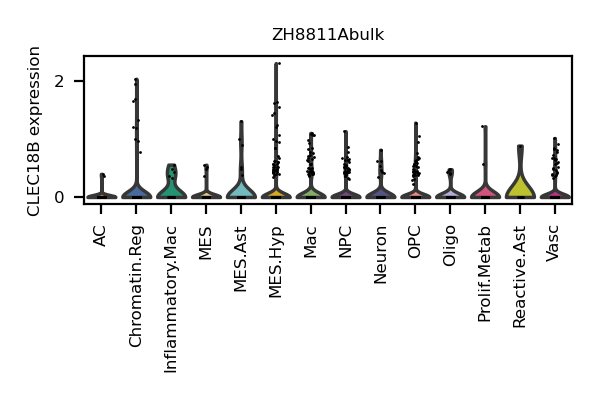 ZH8811Abulk
CLEC18B expression
2
0
AC
Chromatin.Reg
Inflammatory.Mac
MES
MES.Ast
MES.Hyp
Mac
NPC
Neuron
OPC
Oligo
Prolif.Metab
Reactive.Ast
Vasc